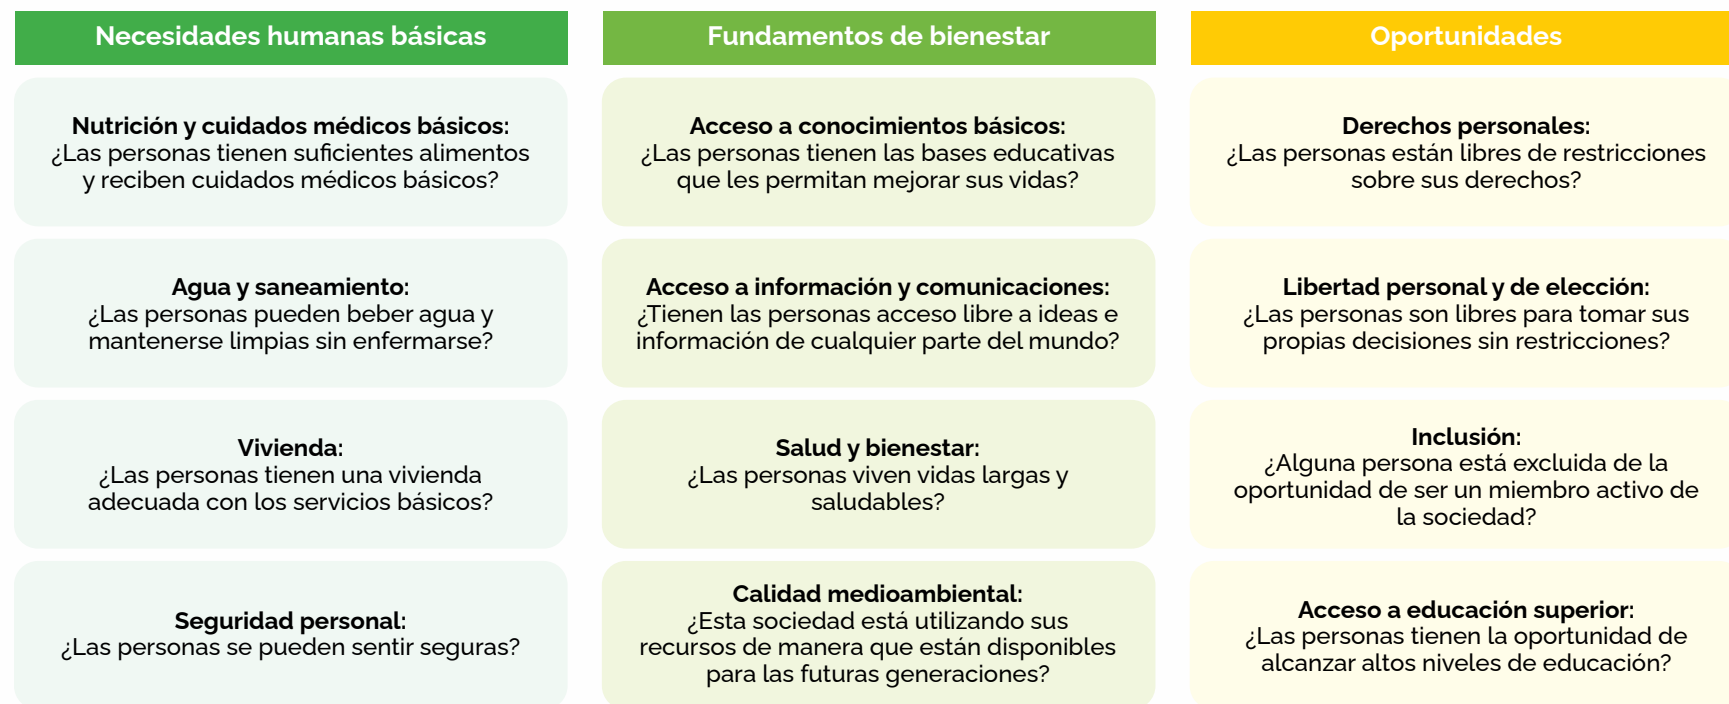 Necesidades humanas básicas
Nutrición y cuidados médicos básicos:
¿Las personas tienen suficientes alimentos
y reciben cuidados médicos básicos?
Agua y saneamiento:
¿Las personas pueden beber agua y
mantenerse limpias sin enfermarse?
Vivienda:
¿Las personas tienen una vivienda
adecuada con los servicios básicos?
Seguridad personal:
¿Las personas se pueden sentir seguras?
Fundamentos de bienestar
Acceso a conocimientos básicos:
¿Las personas tienen las bases educativas
que les permitan mejorar sus vidas?
Acceso a información y comunicaciones:
¿Tienen las personas acceso libre a ideas e
información de cualquier parte del mundo?
Salud y bienestar:
¿Las personas viven vidas largas y
saludables?
Calidad medioambiental:
¿Esta sociedad está utilizando sus
recursos de manera que están disponibles
para las futuras generaciones?
Oportunidades
Derechos personales:
¿Las personas están libres de restricciones
sobre sus derechos?
Libertad personal y de elección:
¿Las personas son libres para tomar sus
propias decisiones sin restricciones?
Inclusión:
¿Alguna persona está excluida de la
oportunidad de ser un miembro activo de
la sociedad?
Acceso a educación superior:
¿Las personas tienen la oportunidad de
alcanzar altos niveles de educación?